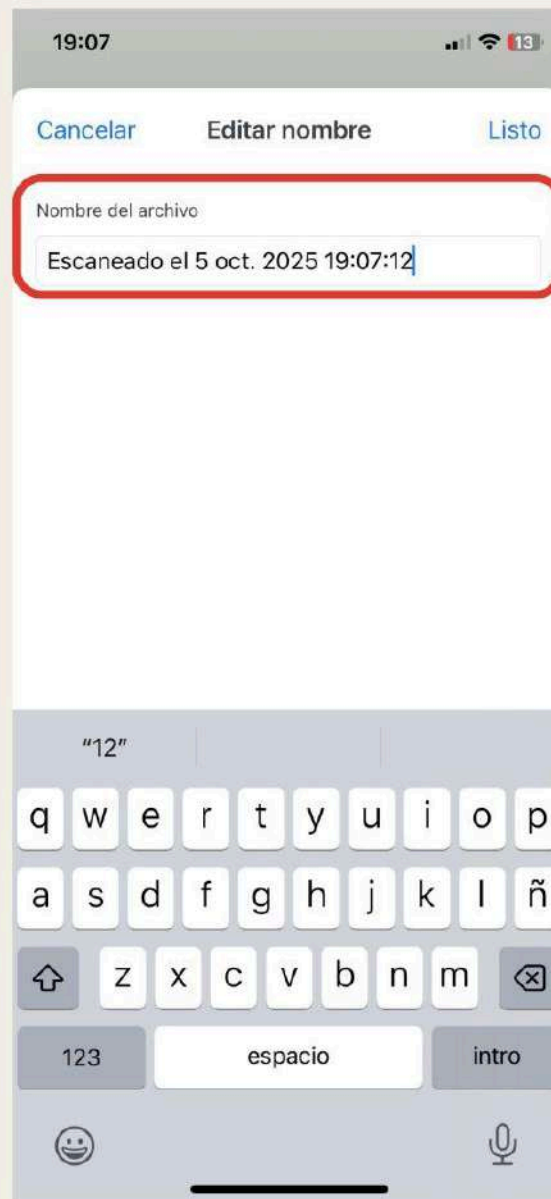 19:07
13
Cancelar Editar nombre Listo
Nombre del archivo
Escaneado el 5 oct. 2025 19:07:12
“12”
q w e r t y u i o p
a s d f g h j k l ñ
z x c v b n m
123 espacio intro